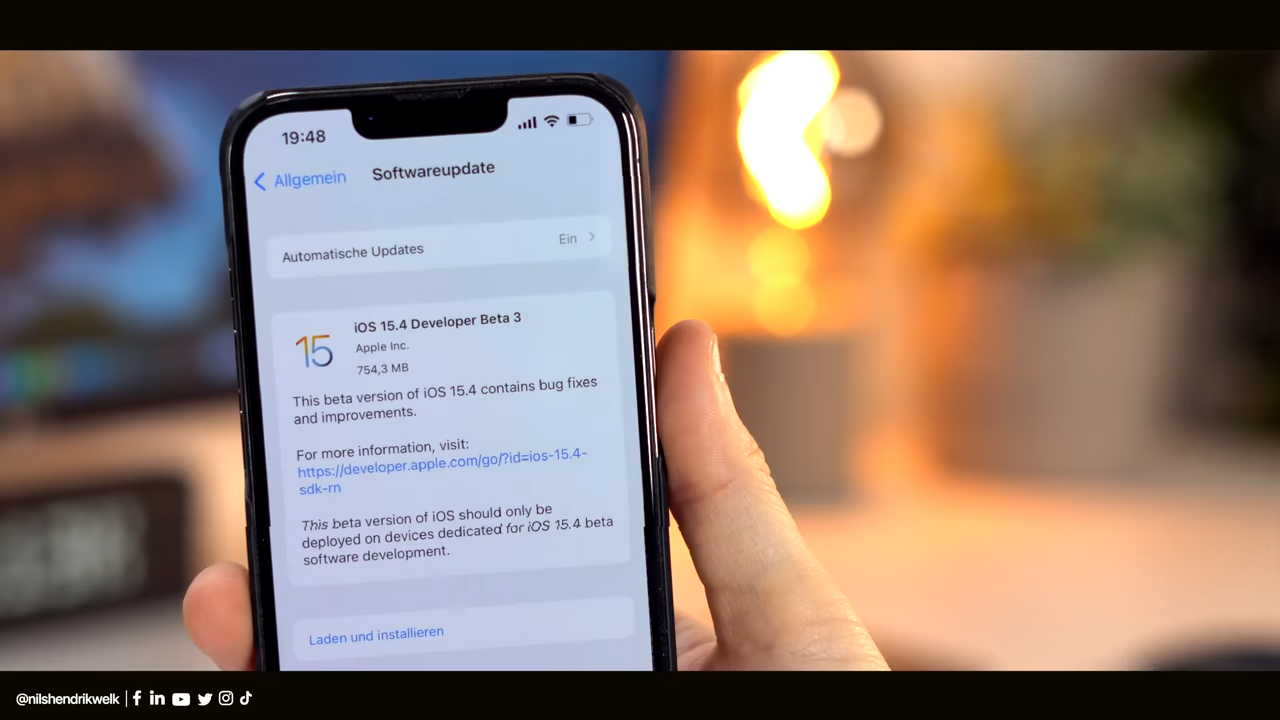 19:48
Allgemein
Softwareupdate
Automatische Updates
Ein
15
iOS 15.4 Developer Beta 3
Apple Inc.
754,3 MB
This beta version of iOS 15.4 contains bug fixes
and improvements.
For more information, visit:
https://developer.apple.com/go/?id=ios-15.4-
sdk-rn
This beta version of iOS should only be
deployed on devices dedicated for iOS 15.4 beta
software development.
Laden und installieren
@nilshendrikwelk